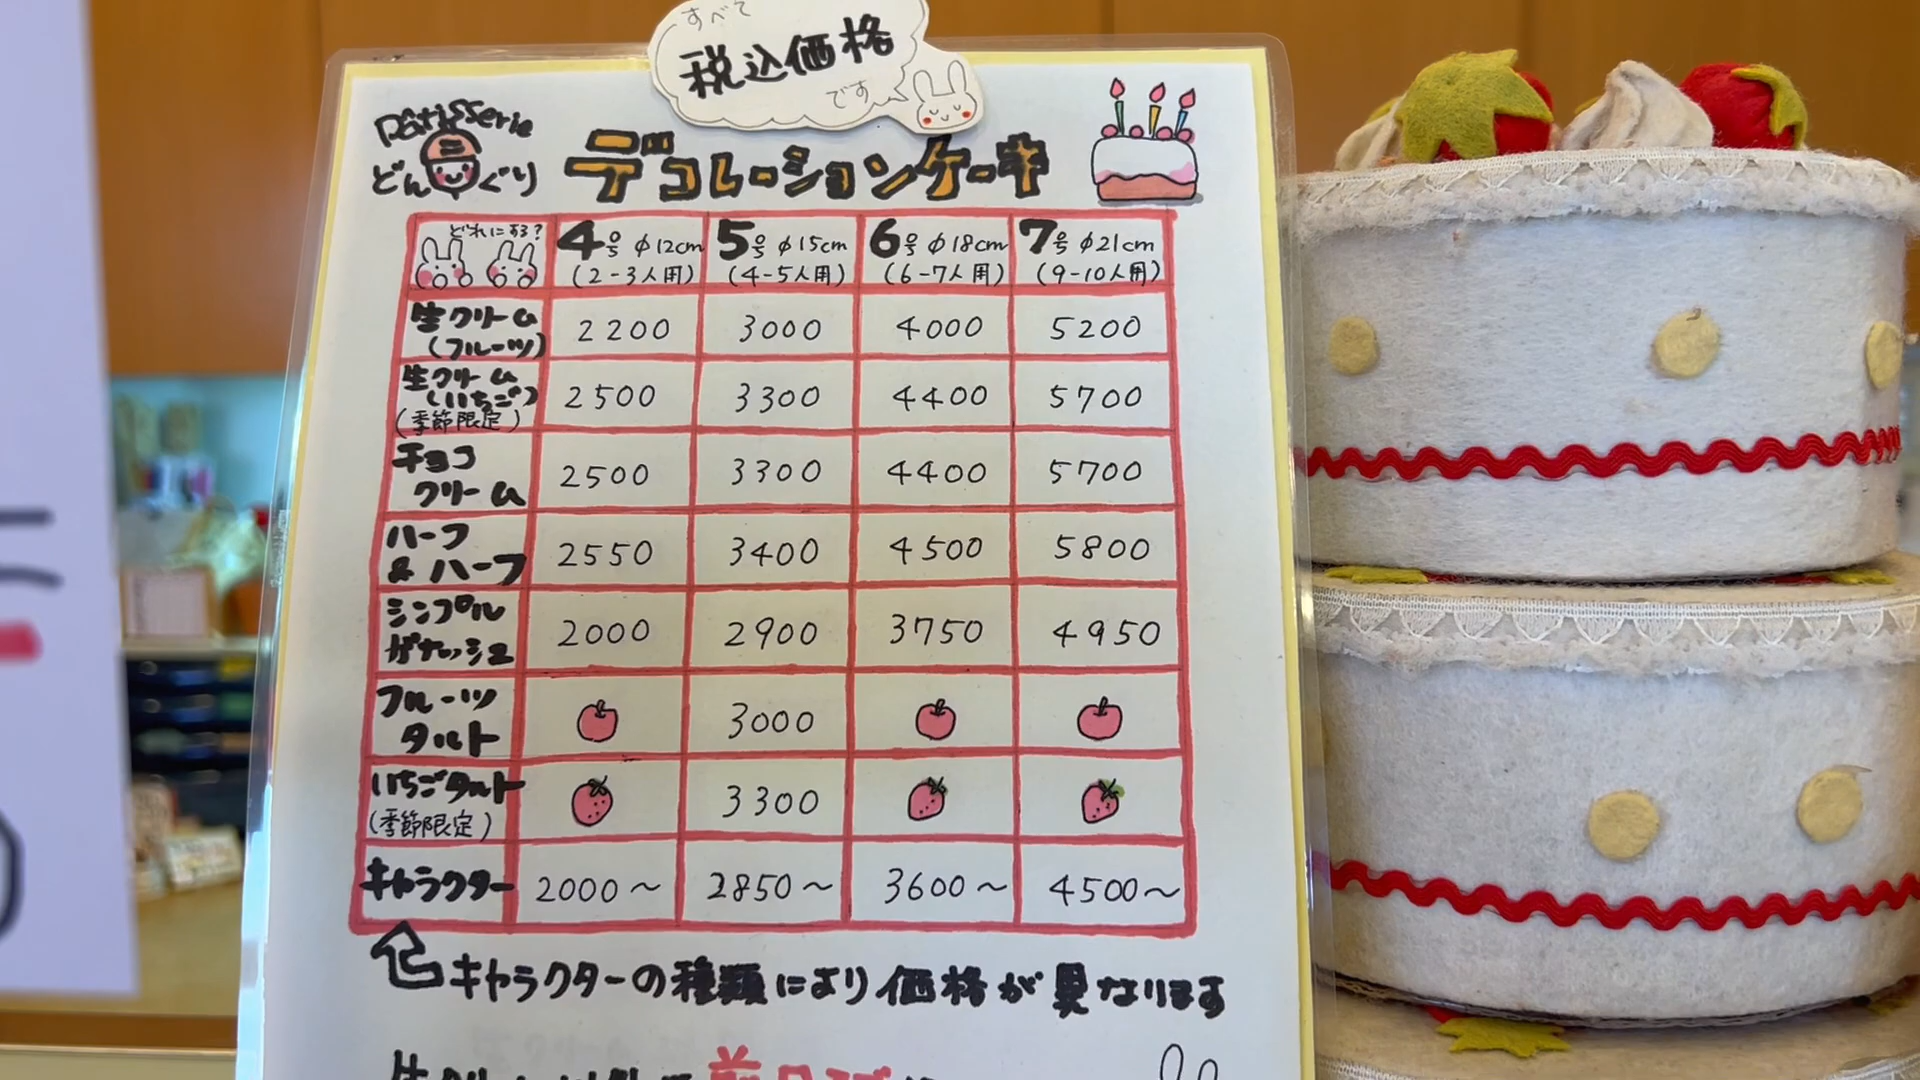 すべて
税込価格
です
Pâtisserie
どんぐり
デコレーションケーキ
どれにする?
4号 φ12cm
(2-3人用)
5号 φ15cm
(4-5人用)
6号 φ18cm
(6-7人用)
7号 φ21cm
(9-10人用)
生クリーム
(フルーツ)
2200 3000 4000 5200
生クリーム
(いちご)
(季節限定)
2500 3300 4400 5700
チョコ
クリーム
2500 3300 4400 5700
ハーフ
&ハーフ
2550 3400 4500 5800
シンプル
ガナッシュ
2000 2900 3750 4950
フルーツ
タルト
3000
いちごタルト
(季節限定)
3300
キャラクター 2000〜 2850〜 3600〜 4500〜
キャラクターの種類により価格が異なります